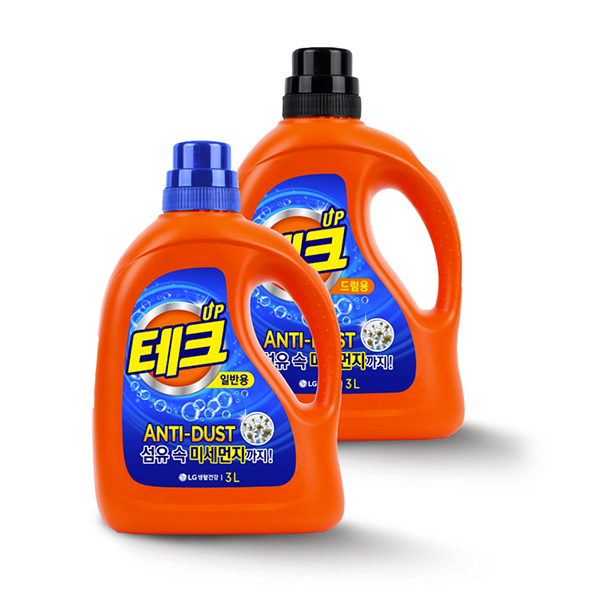 테크 UP
일반용
ANTI-DUST
섬유 속 미세먼지까지!
LG생활건강 3L
테크 UP
드럼용
ANTI-DUST
섬유 속 미세먼지까지!
LG 3L